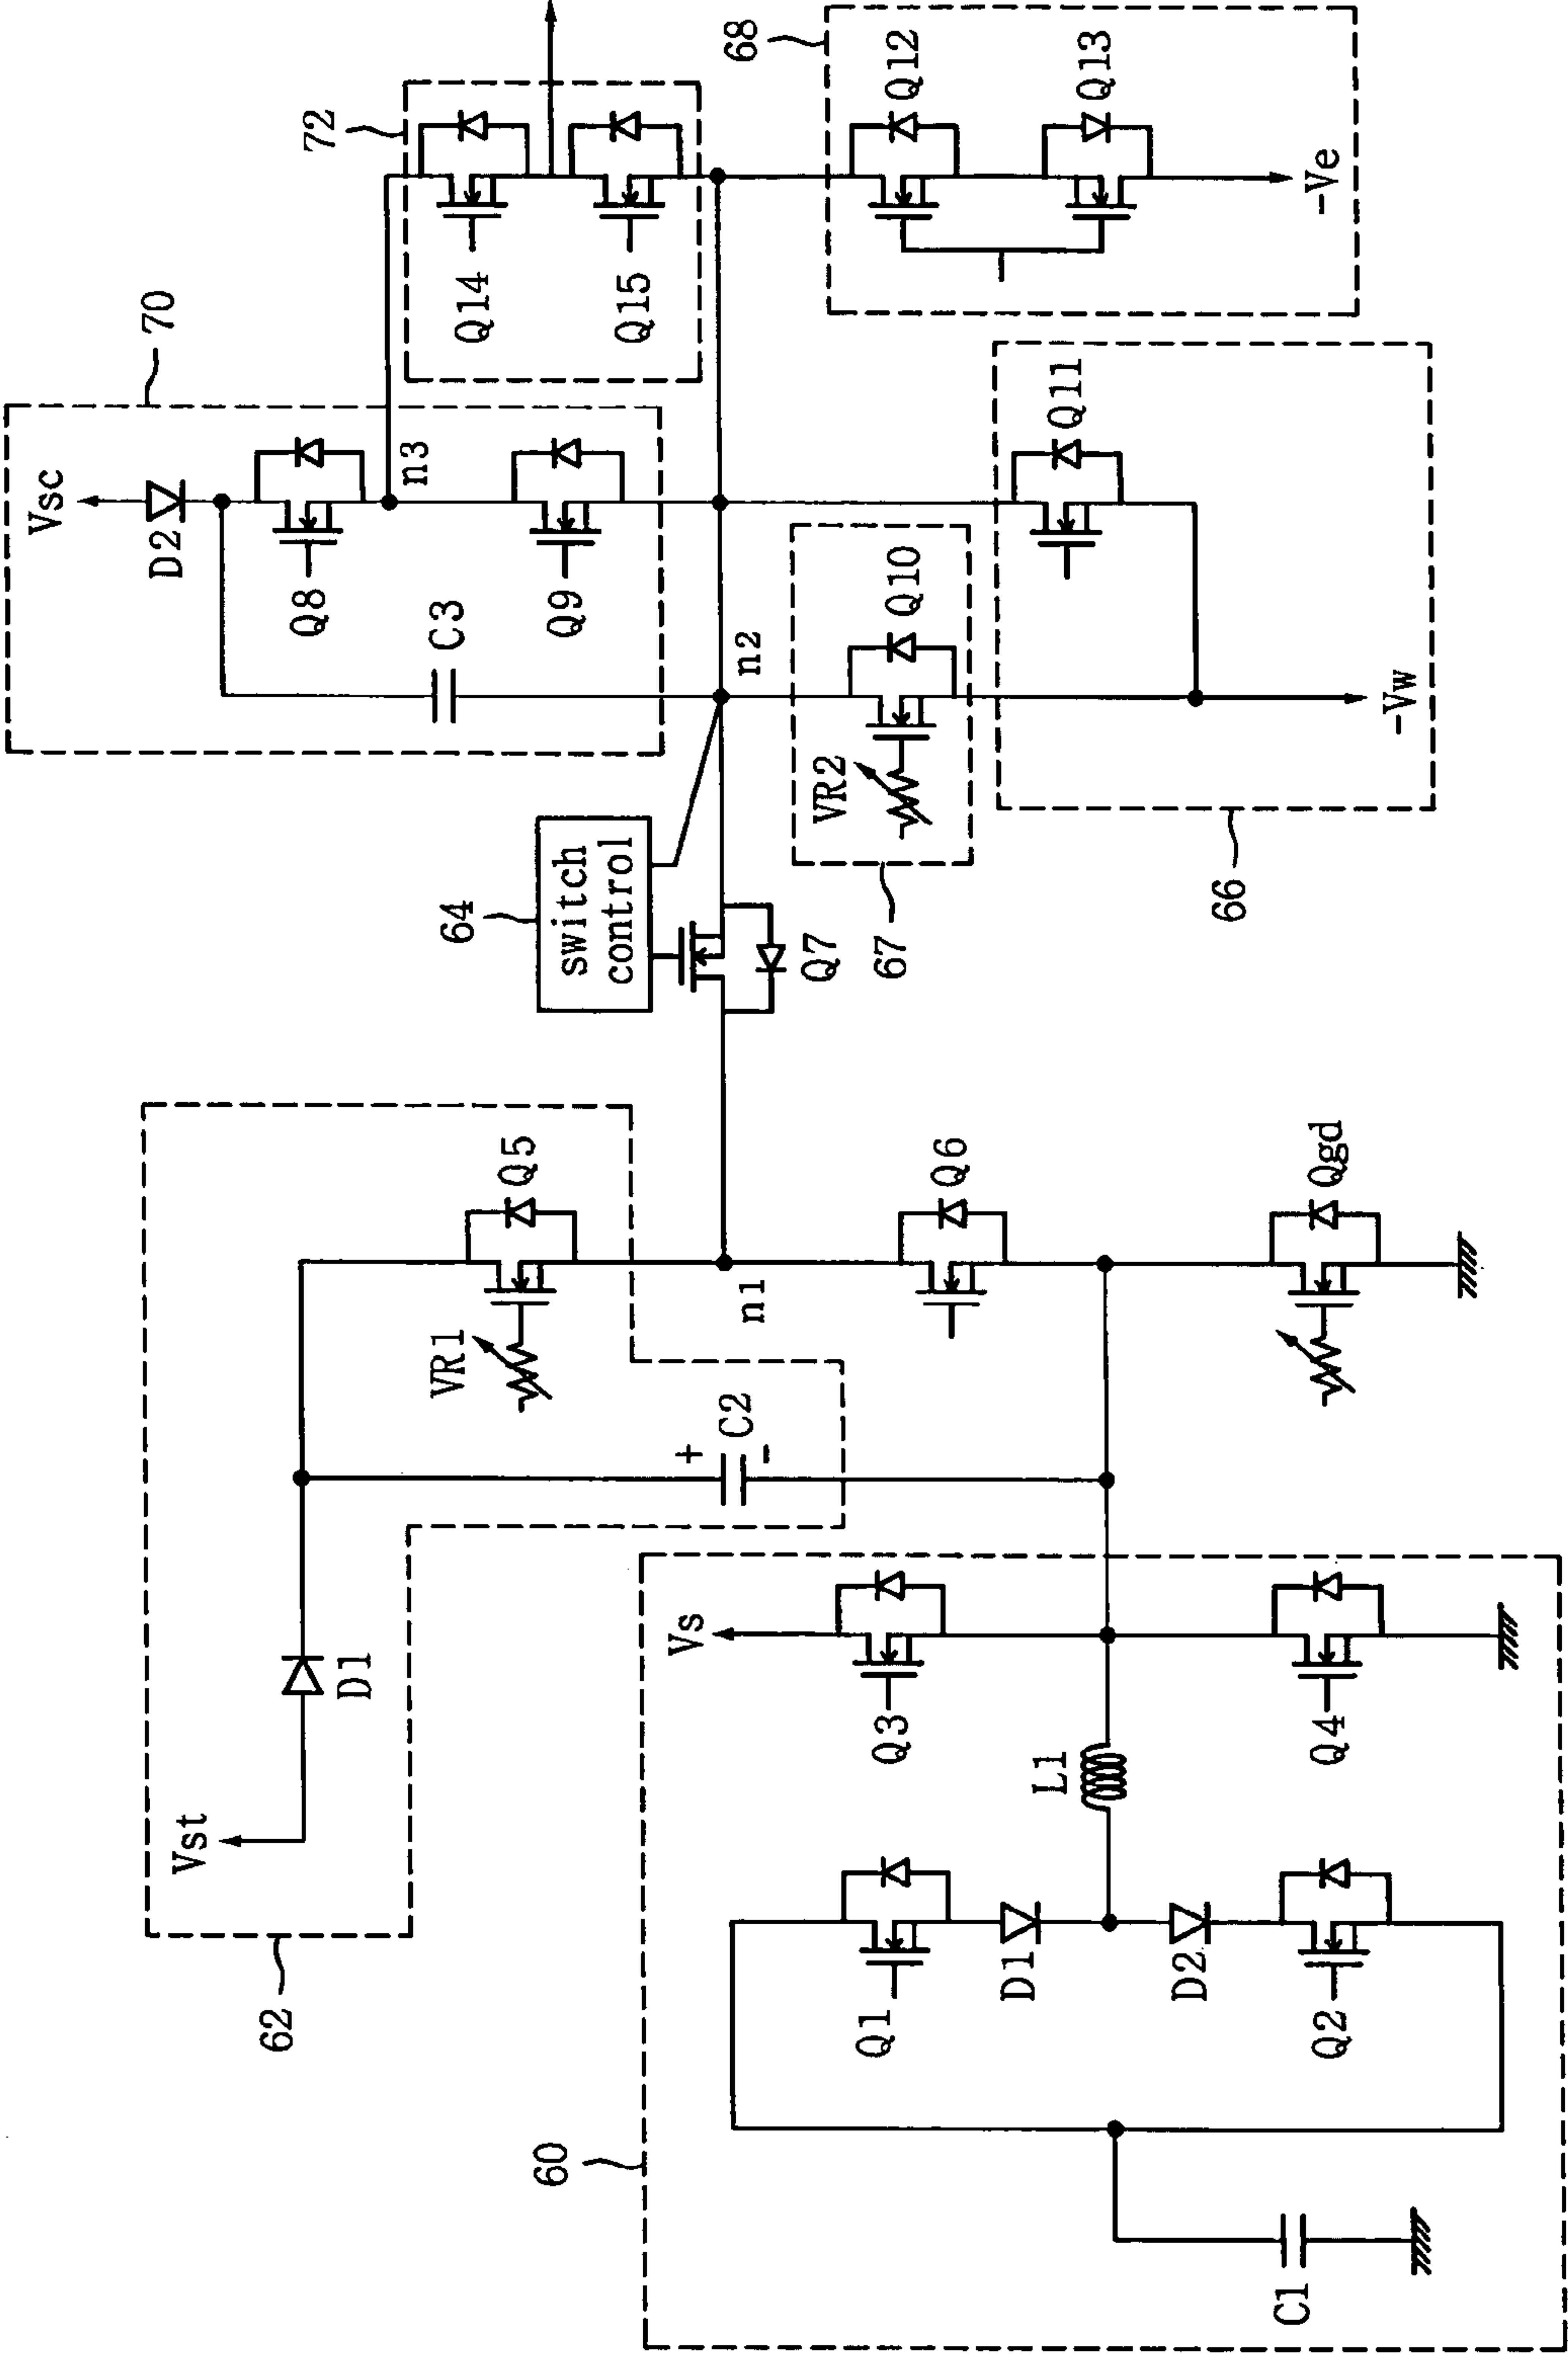 60
C1
Q1
D1
D2
Q2
L1
Vs
Q3
Q4
62
Vst
D1
+
C2
-
VR1
Q5
n1
Q6
Qgd
64
switch
control
Q7
n2
67
VR2
Q10
66
Q11
-Vw
70
Vsc
D2
C3
Q8
Q9
n3
72
Q14
Q15
68
Q12
Q13
-Ve